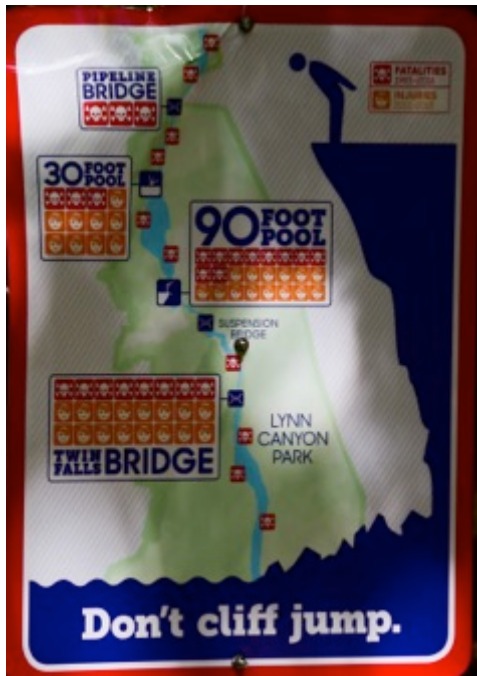 PIPELINE
BRIDGE
FATALITIES
INJURIES
30 FOOT
POOL
90 FOOT
POOL
SUSPENSION
BRIDGE
LYNN
CANYON
PARK
TWIN
FALLS BRIDGE
Don't cliff jump.